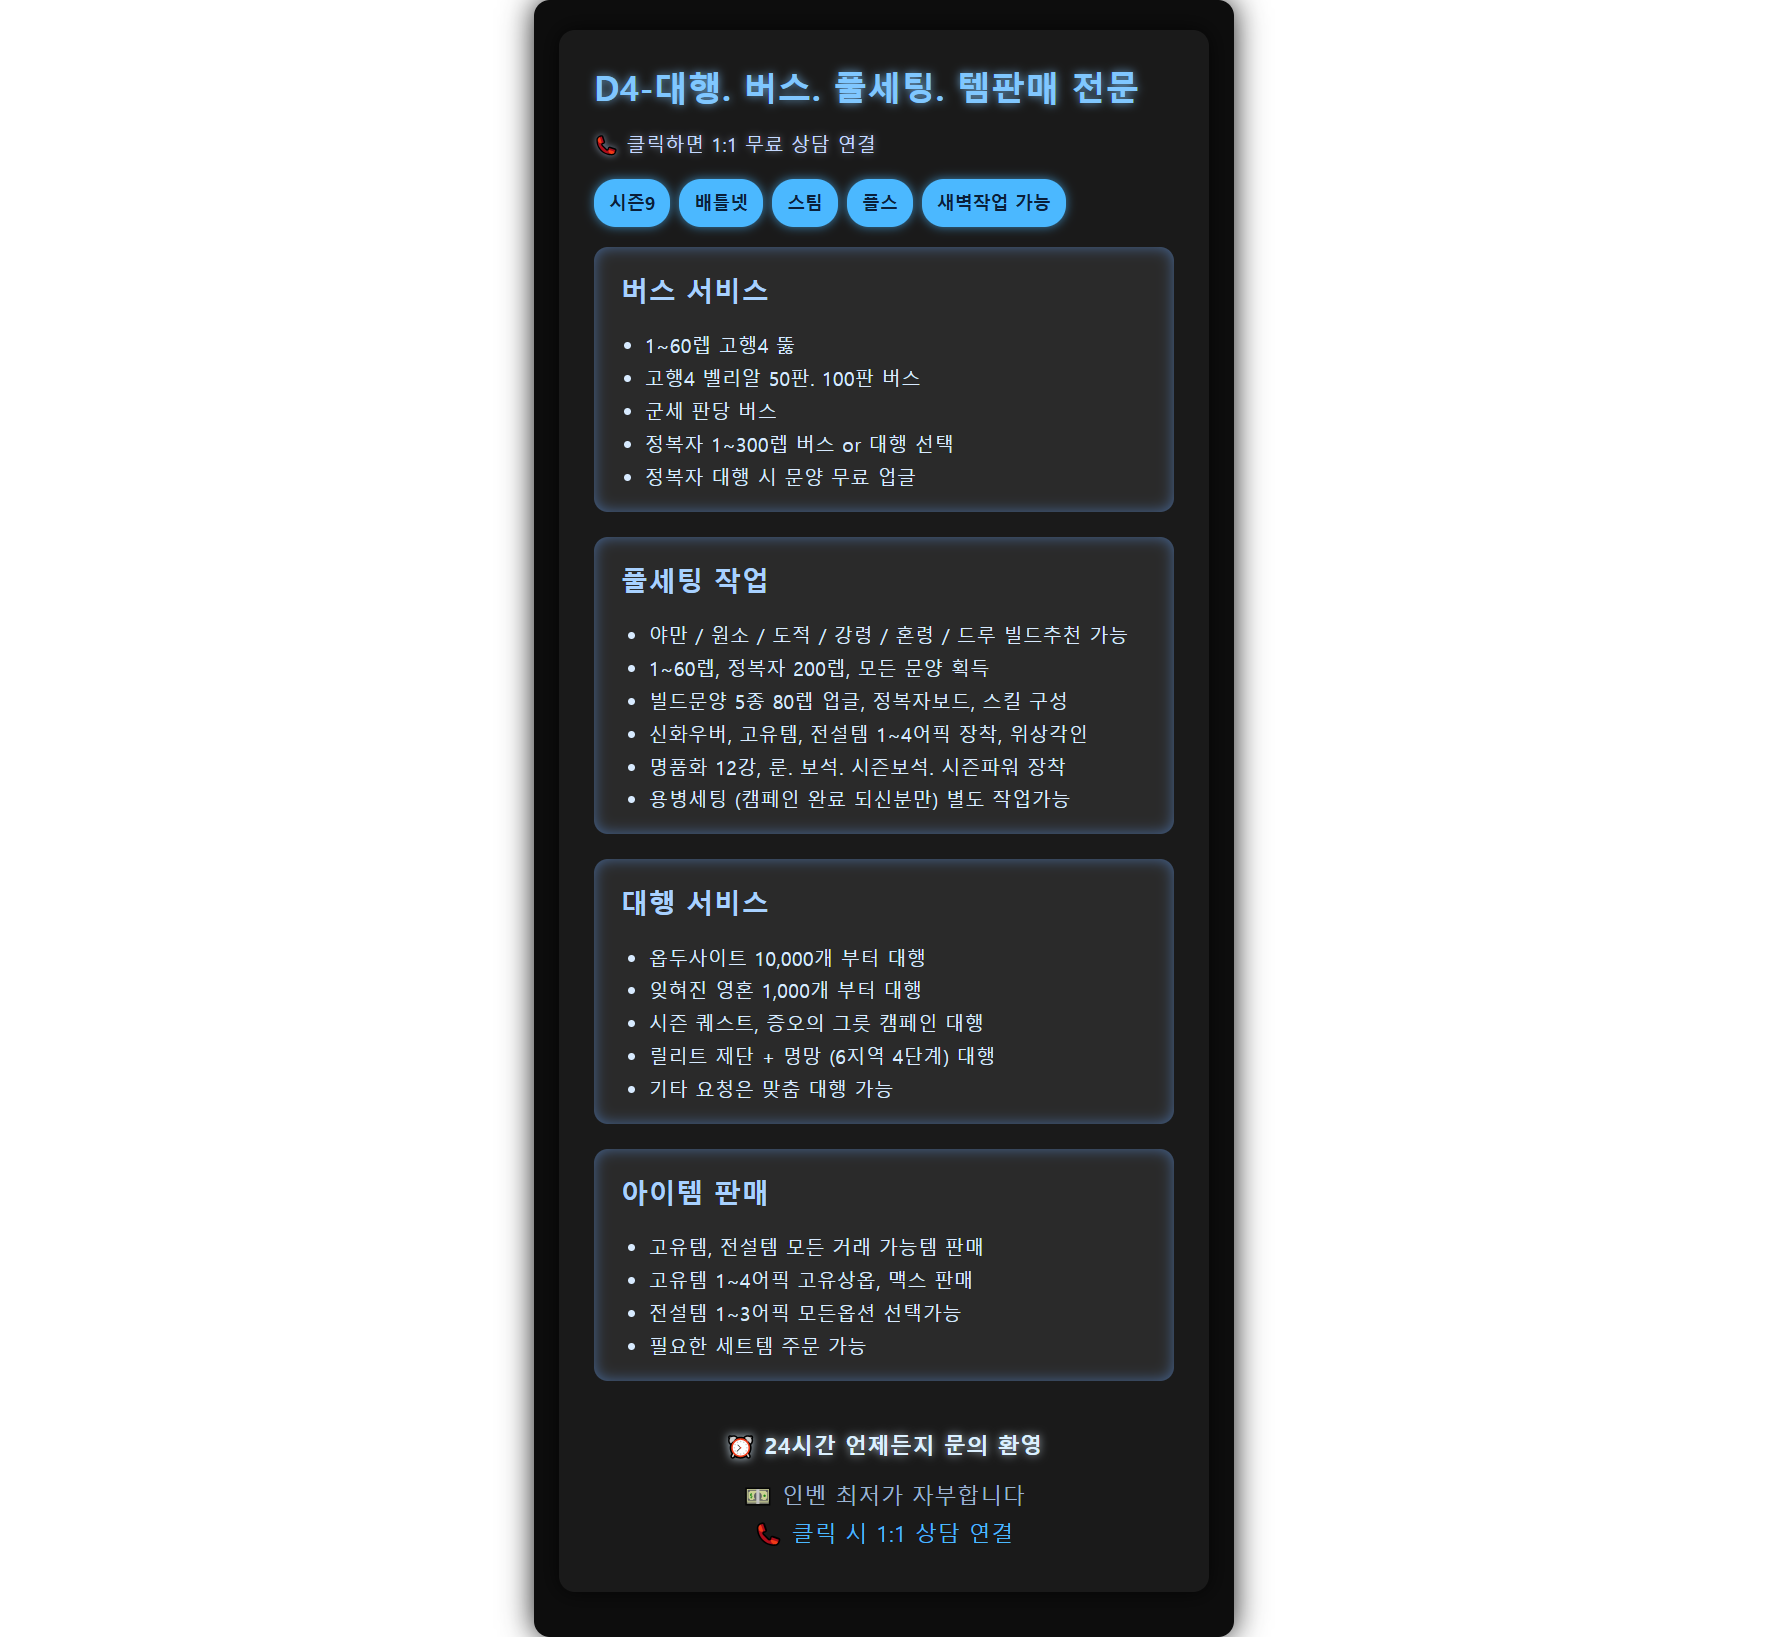 D4-대행. 버스. 풀세팅. 템판매 전문
📞 클릭하면 1:1 무료 상담 연결
시즌9 배틀넷 스팀 플스 새벽작업 가능
버스 서비스
• 1~60렙 고행4 뚫
• 고행4 벨리알 50판. 100판 버스
• 군세 판당 버스
• 정복자 1~300렙 버스 or 대행 선택
• 정복자 대행 시 문양 무료 업글
풀세팅 작업
• 야만 / 원소 / 도적 / 강령 / 혼령 / 드루 빌드추천 가능
• 1~60렙, 정복자 200렙, 모든 문양 획득
• 빌드문양 5종 80렙 업글, 정복자보드, 스킬 구성
• 신화우버, 고유템, 전설템 1~4어픽 장착, 위상각인
• 명품화 12강, 룬. 보석. 시즌보석. 시즌파워 장착
• 용병세팅 (캠페인 완료 되신분만) 별도 작업가능
대행 서비스
• 옵두사이트 10,000개 부터 대행
• 잊혀진 영혼 1,000개 부터 대행
• 시즌 퀘스트, 증오의 그릇 캠페인 대행
• 릴리트 제단 + 명망 (6지역 4단계) 대행
• 기타 요청은 맞춤 대행 가능
아이템 판매
• 고유템, 전설템 모든 거래 가능템 판매
• 고유템 1~4어픽 고유상옵, 맥스 판매
• 전설템 1~3어픽 모든옵션 선택가능
• 필요한 세트템 주문 가능
⏰ 24시간 언제든지 문의 환영
💵 인벤 최저가 자부합니다
📞 클릭 시 1:1 상담 연결